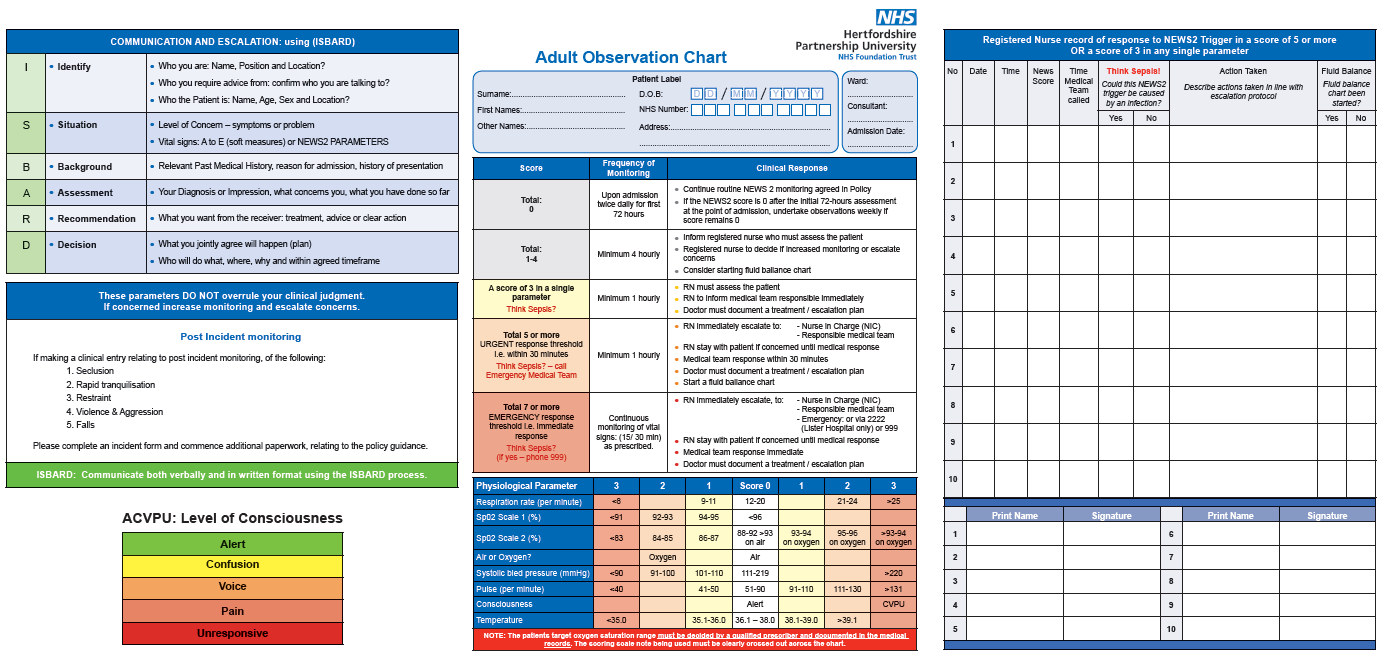 COMMUNICATION AND ESCALATION: using (ISBARD)
I
Identify
Who you are: Name, Position and Location?
Who you require advice from: confirm who you are talking to?
Who the Patient is: Name, Age, Sex and Location?
S
Situation
Level of Concern – symptoms or problem
Vital signs: A to E (soft measures) or NEWS2 PARAMETERS
B
Background
Relevant Past Medical History, reason for admission, history of presentation
A
Assessment
Your Diagnosis or Impression, what concerns you, what you have done so far
R
Recommendation
What you want from the receiver: treatment, advice or clear action
D
Decision
What you jointly agree will happen (plan)
Who will do what, where, why and within agreed timeframe
These parameters DO NOT overrule your clinical judgment.
If concerned increase monitoring and escalate concerns.
Post Incident monitoring
If making a clinical entry relating to post incident monitoring, of the following:
1. Seclusion
2. Rapid tranquilisation
3. Restraint
4. Violence & Aggression
5. Falls
Please complete an incident form and commence additional paperwork, relating to the policy guidance.
ISBARD: Communicate both verbally and in written format using the ISBARD process.
ACVPU: Level of Consciousness
Alert
Confusion
Voice
Pain
Unresponsive
NHS
Hertfordshire
Partnership University
NHS Foundation Trust
Adult Observation Chart
Patient Label
Surname:
First Names:
Other Names:
D.O.B: DD / MM / YYYY
NHS Number:
Address:
Ward:
Consultant:
Admission Date:
Score
Frequency of
Monitoring
Clinical Response
Total:
0
Upon admission
twice daily for first
72 hours
Continue routine NEWS 2 monitoring agreed in Policy
If the NEWS2 score is 0 after the initial 72-hours assessment
at the point of admission, undertake observations weekly if
score remains 0
Total:
1-4
Minimum 4 hourly
Inform registered nurse who must assess the patient
Registered nurse to decide if increased monitoring or escalate
concerns
Consider starting fluid balance chart
A score of 3 in a single
parameter
Think Sepsis?
Minimum 1 hourly
RN must assess the patient
RN to inform medical team responsible immediately
Doctor must document a treatment / escalation plan
Total 5 or more
URGENT response threshold
i.e. within 30 minutes
Think Sepsis? – call
Emergency Medical Team
Minimum 1 hourly
RN immediately escalate to: - Nurse in Charge (NIC)
- Responsible medical team
RN stay with patient if concerned until medical response
Medical team response within 30 minutes
Doctor must document a treatment / escalation plan
Start a fluid ballance chart
Total 7 or more
EMERGENCY response
threshold i.e. immediate
response
Think Sepsis?
(if yes – phone 999)
Continuous
monitoring of vital
signs: (15/ 30 min)
as prescribed.
RN immediately escalate, to: - Nurse in Charge (NIC)
- Responsible medical team
- Emergency: or via 2222
(Lister Hospital only) or 999
RN stay with patient if concerned until medical response
Medical team response immediate
Doctor must document a treatment / escalation plan
Physiological Parameter 3 2 1 Score 0 1 2 3
Respiration rate (per minute) <8 9-11 12-20 21-24 >25
Sp02 Scale 1 (%) <91 92-93 94-95 <96
Sp02 Scale 2 (%) <83 84-85 86-87 88-92 >93 on air 93-94 on oxygen 95-96 on oxygen >93-94 on oxygen
Air or Oxygen? Oxygen Air
Systolic bled pressure (mmHg) <90 91-100 101-110 111-219 >220
Pulse (per minute) <40 41-50 51-90 91-110 111-130 >131
Consciousness Alert CVPU
Temperature <35.0 35.1-36.0 36.1 – 38.0 38.1-39.0 >39.1
NOTE: The patients target oxygen saturation range must be decided by a qualified prescriber and documented in the medical
records. The scoring scale note being used must be clearly crossed out across the chart.
Registered Nurse record of response to NEWS2 Trigger in a score of 5 or more
OR a score of 3 in any single parameter
No
Date
Time
News
Score
Time
Medical
Team
called
Think Sepsis!
Could this NEWS2
trigger be caused
by an infection?
Yes No
Action Taken
Describe actions taken in line with
escalation protocol
Fluid Balance
Fluid balance
chart been
started?
Yes No
1
2
3
4
5
6
7
8
9
10
Print Name Signature Print Name Signature
1 6
2 7
3 8
4 9
5 10